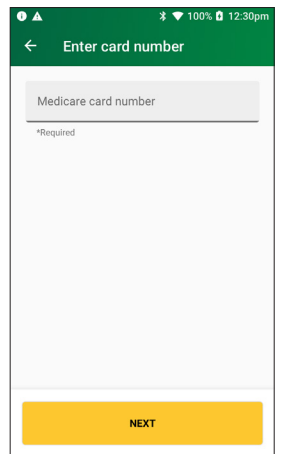 100% 12:30pm
Enter card number
Medicare card number
*Required
NEXT